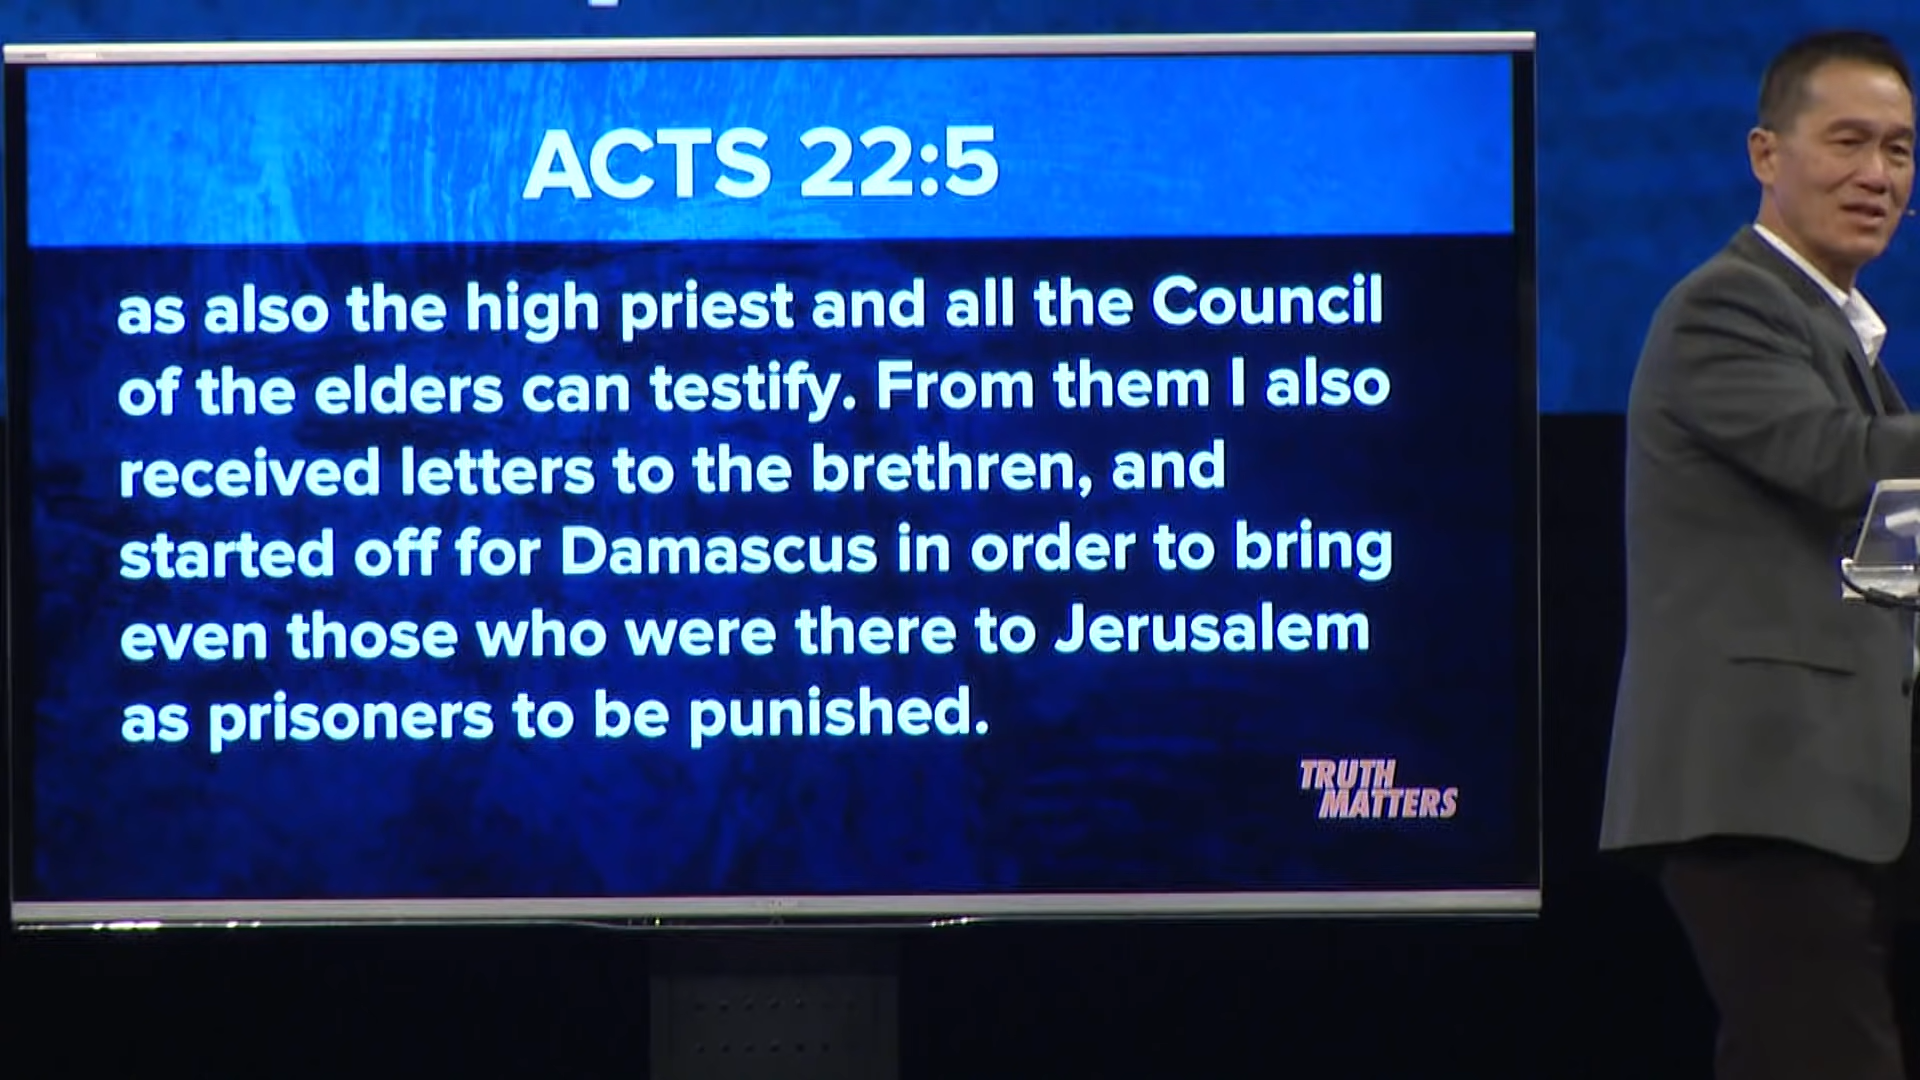 ACTS 22:5
as also the high priest and all the Council
of the elders can testify. From them I also
received letters to the brethren, and
started off for Damascus in order to bring
even those who were there to Jerusalem
as prisoners to be punished.
TRUTH
MATTERS